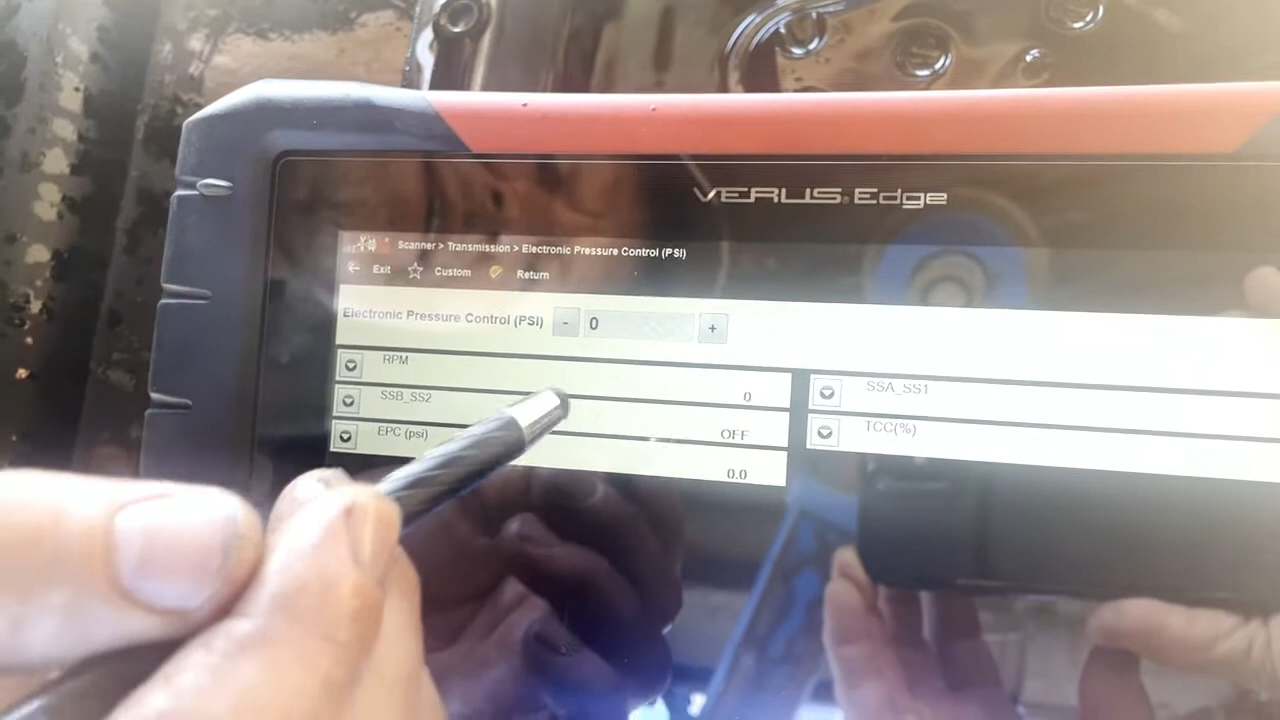 VERUS® Edge
Scanner > Transmission > Electronic Pressure Control (PSI)
Exit Custom Return
Electronic Pressure Control (PSI) - 0 +
RPM 0
SSA_SS1
SSB_SS2 OFF
TCC(%)
EPC (psi) 0.0